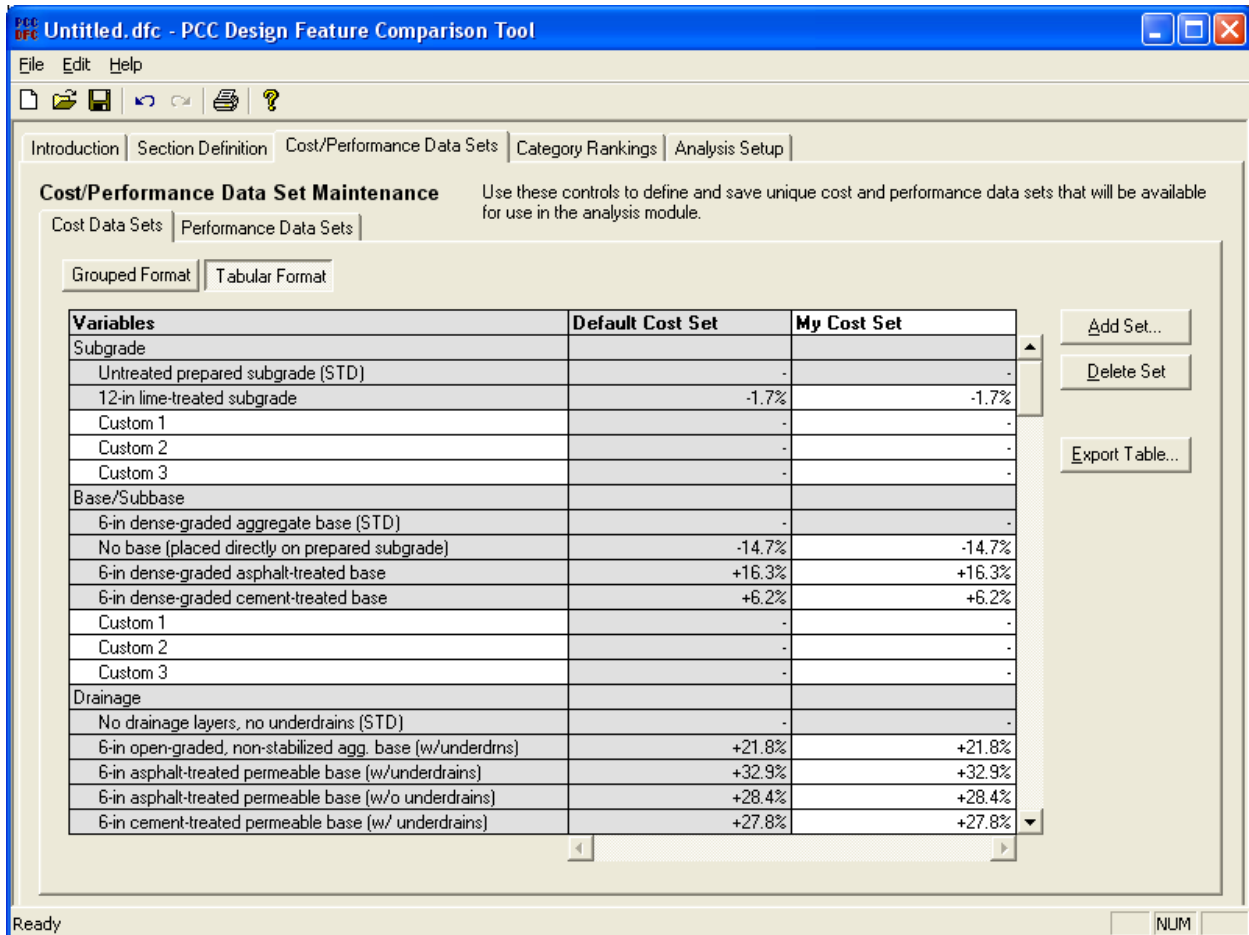 PCC DFC Untitled.dfc - PCC Design Feature Comparison Tool
File Edit Help
Introduction Section Definition Cost/Performance Data Sets Category Rankings Analysis Setup
Cost/Performance Data Set Maintenance
Use these controls to define and save unique cost and performance data sets that will be available
for use in the analysis module.
Cost Data Sets Performance Data Sets
Grouped Format Tabular Format
Variables Default Cost Set My Cost Set
Add Set...
Subgrade
Untreated prepared subgrade (STD) - -
Delete Set
12-in lime-treated subgrade -1.7% -1.7%
Custom 1 - -
Custom 2 - -
Export Table...
Custom 3 - -
Base/Subbase
6-in dense-graded aggregate base (STD) - -
No base (placed directly on prepared subgrade) -14.7% -14.7%
6-in dense-graded asphalt-treated base +16.3% +16.3%
6-in dense-graded cement-treated base +6.2% +6.2%
Custom 1 - -
Custom 2 - -
Custom 3 - -
Drainage
No drainage layers, no underdrains (STD) - -
6-in open-graded, non-stabilized agg. base (w/underdrns) +21.8% +21.8%
6-in asphalt-treated permeable base (w/underdrains) +32.9% +32.9%
6-in asphalt-treated permeable base (w/o underdrains) +28.4% +28.4%
6-in cement-treated permeable base (w/ underdrains) +27.8% +27.8%
Ready NUM